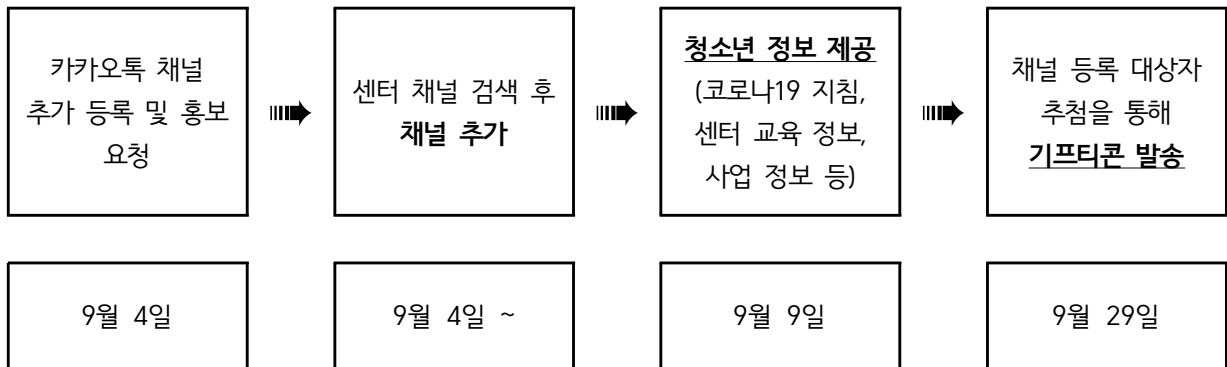 카카오톡 채널
추가 등록 및 홍보
요청
센터 채널 검색 후
채널 추가
청소년 정보 제공
(코로나19 지침,
센터 교육 정보,
사업 정보 등)
채널 등록 대상자
추첨을 통해
기프티콘 발송
9월 4일
9월 4일 ~
9월 9일
9월 29일